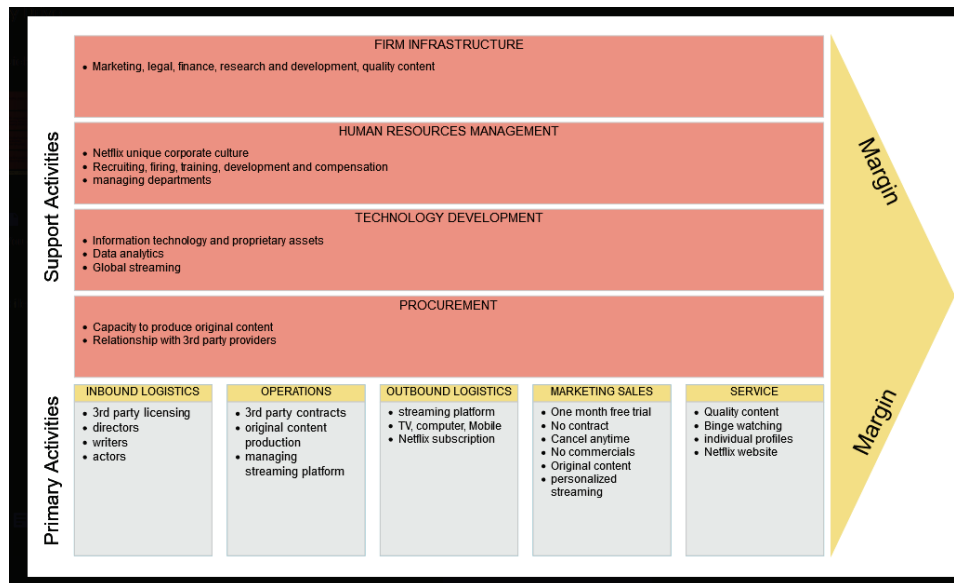 FIRM INFRASTRUCTURE
• Marketing, legal, finance, research and development, quality content
HUMAN RESOURCES MANAGEMENT
• Netflix unique corporate culture
• Recruiting, firing, training, development and compensation
• managing departments
TECHNOLOGY DEVELOPMENT
• Information technology and proprietary assets
• Data analytics
• Global streaming
PROCUREMENT
• Capacity to produce original content
• Relationship with 3rd party providers
Support Activities
Margin
INBOUND LOGISTICS
• 3rd party licensing
• directors
• writers
• actors
OPERATIONS
• 3rd party contracts
• original content
production
• managing
streaming platform
OUTBOUND LOGISTICS
• streaming platform
• TV, computer, Mobile
• Netflix subscription
MARKETING SALES
• One month free trial
• No contract
• Cancel anytime
• No commercials
• Original content
• personalized
streaming
SERVICE
• Quality content
• Binge watching
• individual profiles
• Netflix website
Primary Activities
Margin